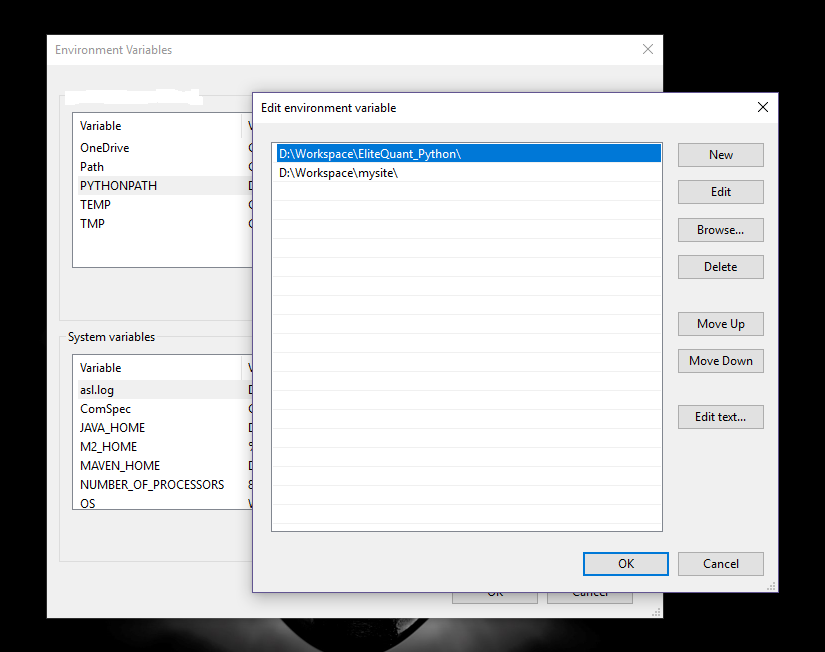 Environment Variables
Edit environment variable
Variable
OneDrive
Path
PYTHONPATH
TEMP
TMP
System variables
Variable
asl.log
ComSpec
JAVA_HOME
M2_HOME
MAVEN_HOME
NUMBER_OF_PROCESSORS
OS
D:\Workspace\EliteQuant_Python\
D:\Workspace\mysite\
New
Edit
Browse...
Delete
Move Up
Move Down
Edit text...
OK
Cancel
OK
Cancel